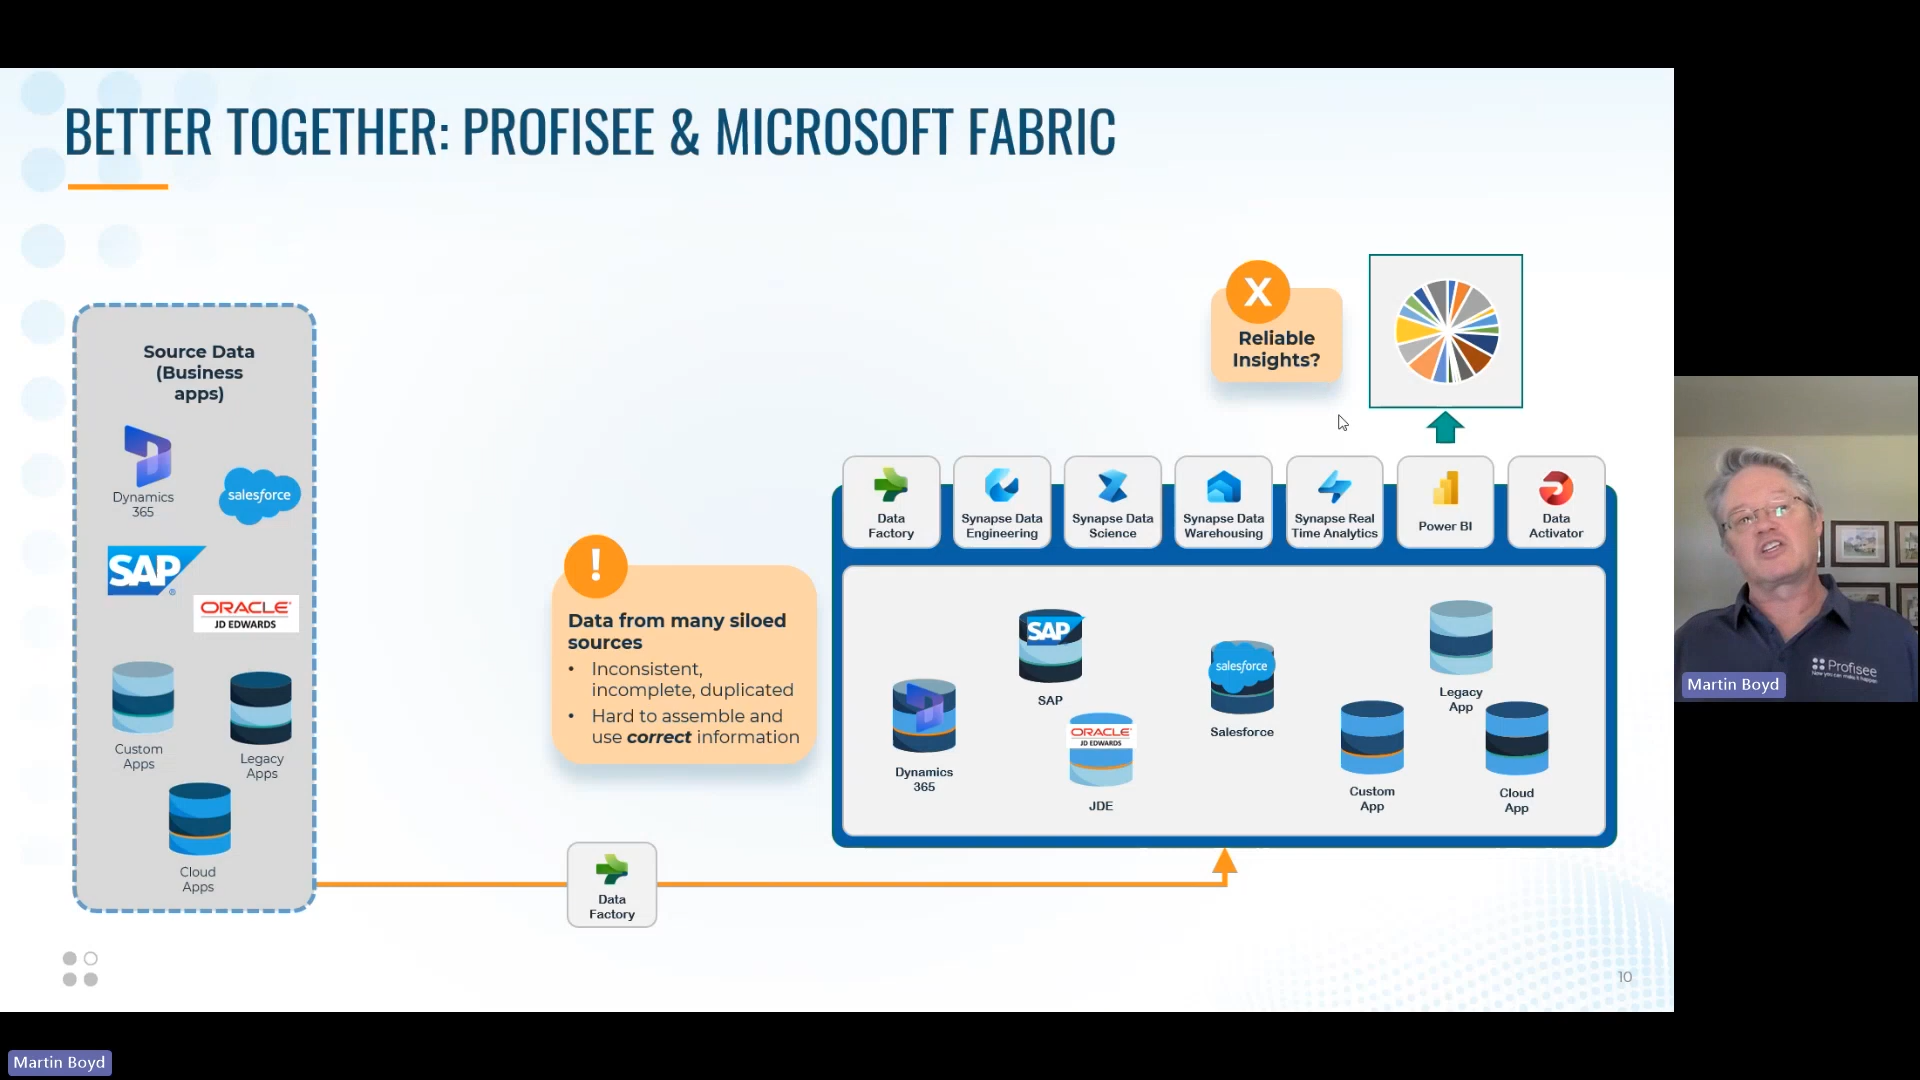 BETTER TOGETHER: PROFISEE & MICROSOFT FABRIC
Source Data
(Business
apps)
Dynamics
365
salesforce
SAP
®
ORACLE®
JD EDWARDS
Custom
Apps
Legacy
Apps
Cloud
Apps
!
Data from many siloed
sources
• Inconsistent,
incomplete, duplicated
• Hard to assemble and
use correct information
Data
Factory
X
Reliable
Insights?
Data
Factory
Synapse Data
Engineering
Synapse Data
Science
Synapse Data
Warehousing
Synapse Real
Time Analytics
Power BI
Data
Activator
SAP
SAP
Dynamics
365
ORACLE®
JD EDWARDS
JDE
salesforce
Salesforce
Legacy
App
Custom
App
Cloud
App
10
Profisee
Martin Boyd
Martin Boyd